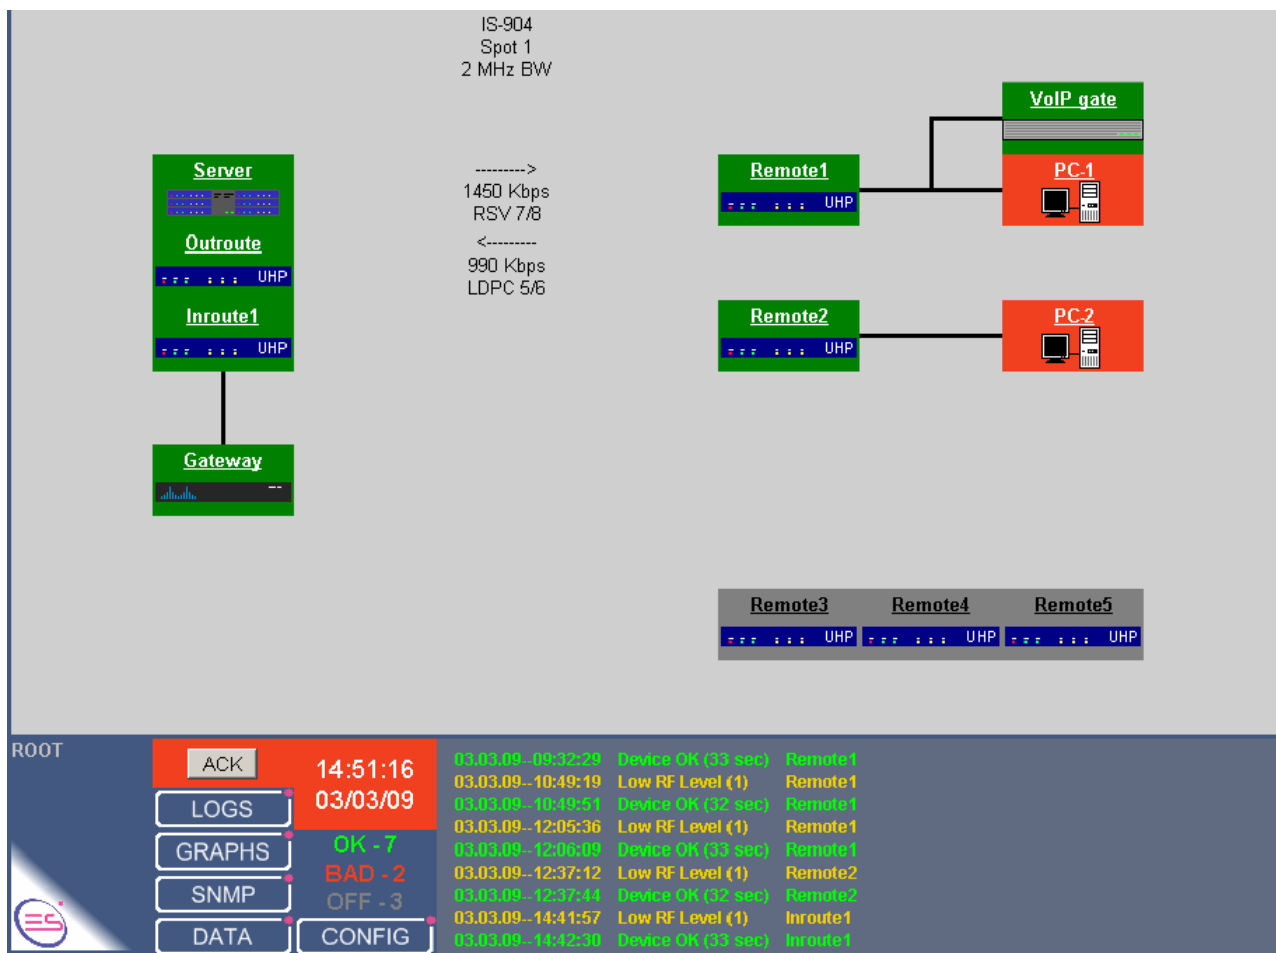 IS-904
Spot 1
2 MHz BW
VoIP gate
Server
--------->
Remote1
PC-1
1450 Kbps
UHP
RSV 7/8
Outroute
<---------
UHP
990 Kbps
LDPC 5/6
Inroute1
Remote2
PC-2
UHP
UHP
Gateway
Remote3
Remote4
Remote5
UHP
UHP
UHP
ROOT
ACK
14:51:16
03/03/09
LOGS
GRAPHS
SNMP
DATA
OK - 7
BAD - 2
OFF - 3
CONFIG
03.03.09--09:32:29 Device OK (33 sec) Remote1
03.03.09--10:49:19 Low RF Level (1) Remote1
03.03.09--10:49:51 Device OK (32 sec) Remote1
03.03.09--12:05:36 Low RF Level (1) Remote1
03.03.09--12:06:09 Device OK (33 sec) Remote1
03.03.09--12:37:12 Low RF Level (1) Remote2
03.03.09--12:37:44 Device OK (32 sec) Remote2
03.03.09--14:41:57 Low RF Level (1) Inroute1
03.03.09--14:42:30 Device OK (33 sec) Inroute1
ES